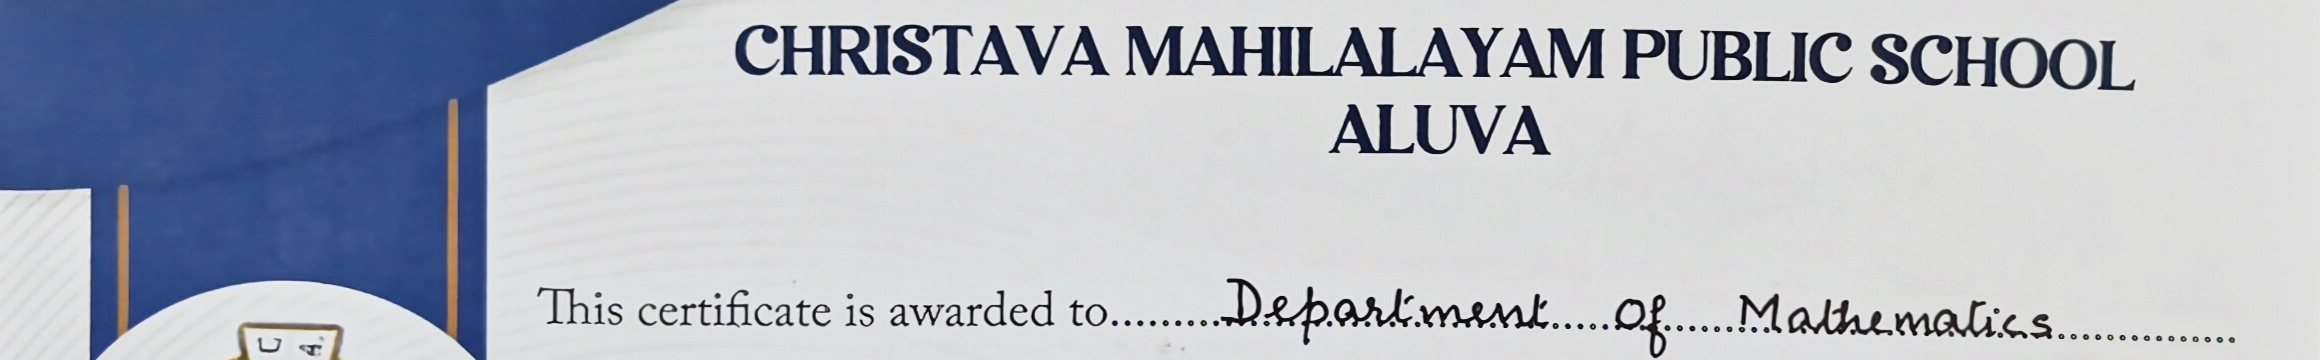 CHRISTAVA MAHILALAYAM PUBLIC SCHOOL
ALUVA
This certificate is awarded to.........Department.....Of.......Mathematics...............